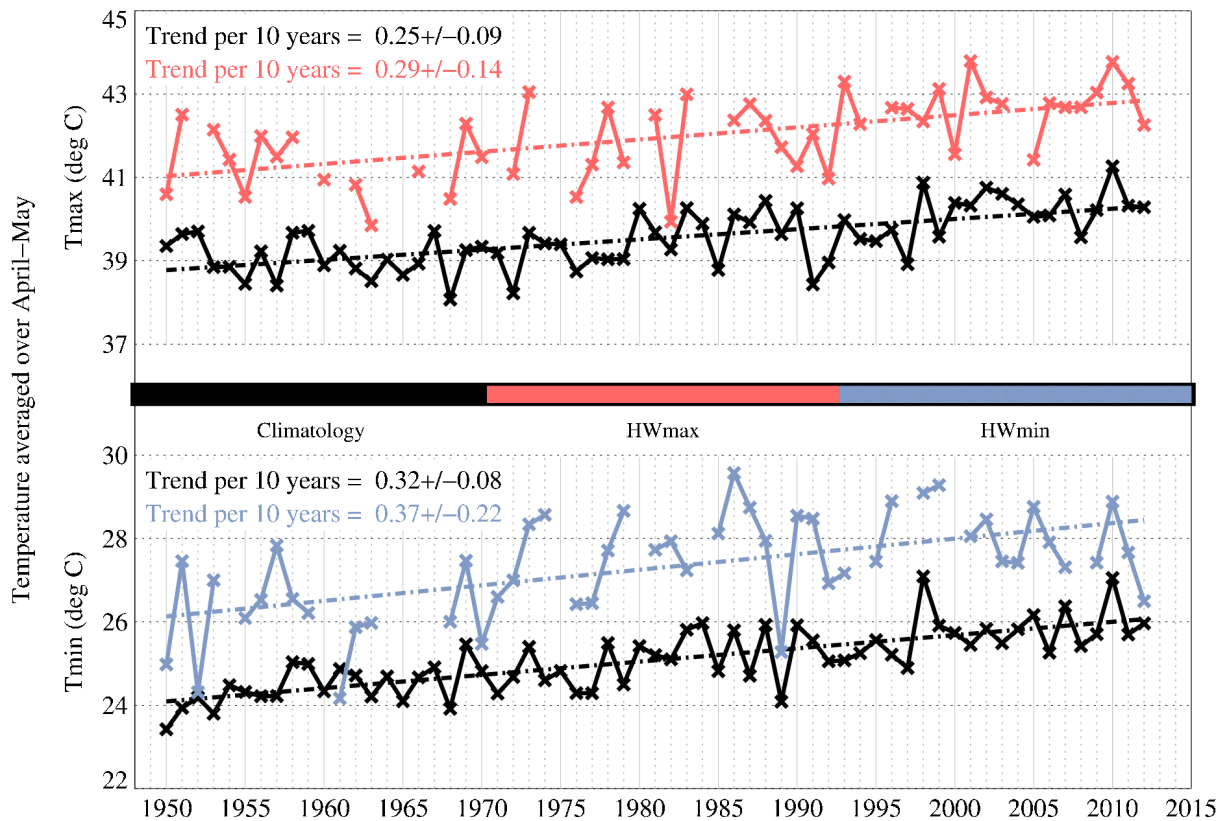 45
Trend per 10 years =  0.25+/−0.09
Trend per 10 years =  0.29+/−0.14
43
41
39
37
Tmax (deg C)
Temperature averaged over April−May
Climatology
HWmax
HWmin
30
Trend per 10 years =  0.32+/−0.08
Trend per 10 years =  0.37+/−0.22
28
26
24
22
Tmin (deg C)
1950 1955 1960 1965 1970 1975 1980 1985 1990 1995 2000 2005 2010 2015